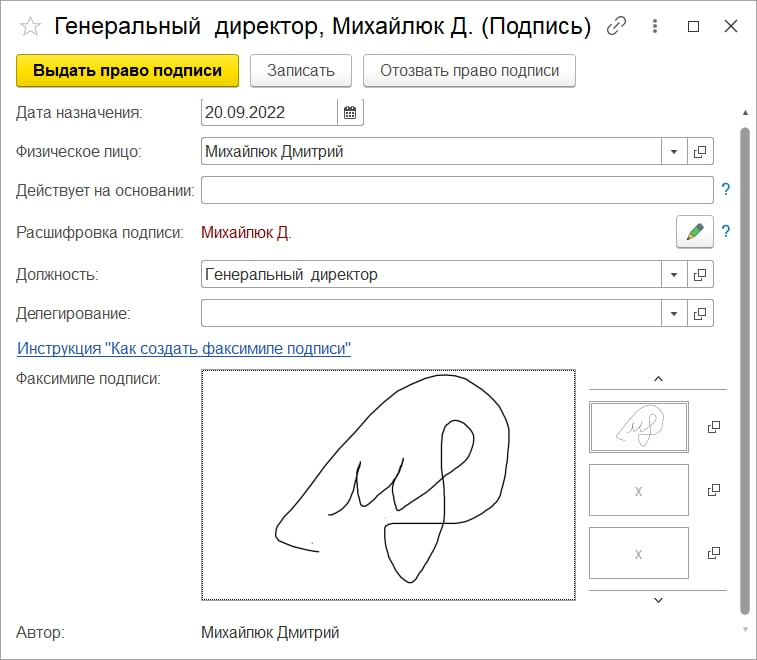 Генеральный директор, Михайлюк Д. (Подпись)
Выдать право подписи Записать Отозвать право подписи
Дата назначения: 20.09.2022
Физическое лицо: Михайлюк Дмитрий
Действует на основании: ?
Расшифровка подписи: Михайлюк Д. ?
Должность: Генеральный директор
Делегирование:
Инструкция "Как создать факсимиле подписи"
Факсимиле подписи:
x
x
Автор: Михайлюк Дмитрий